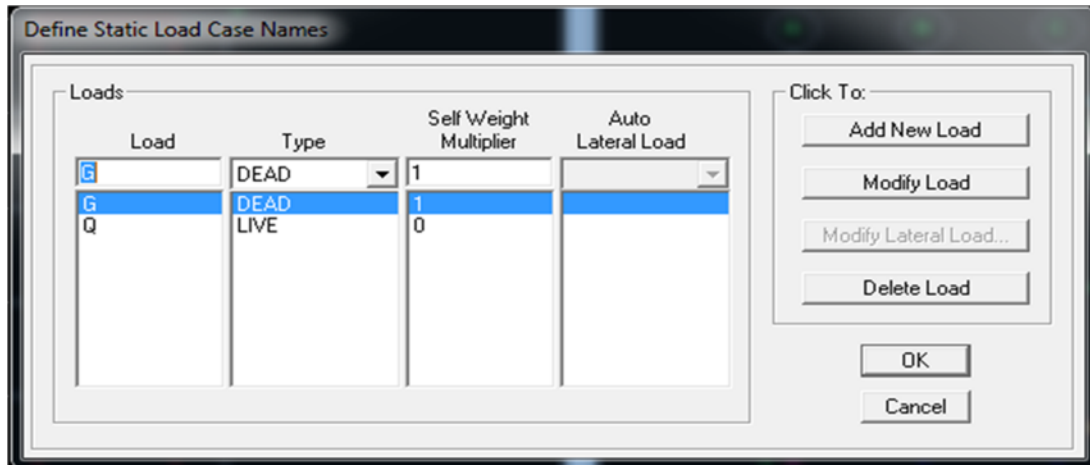 Define Static Load Case Names
Loads
Click To:
Load Type Self Weight Multiplier Auto Lateral Load
G DEAD 1
G DEAD 1
Q LIVE 0
Add New Load
Modify Load
Modify Lateral Load...
Delete Load
OK
Cancel